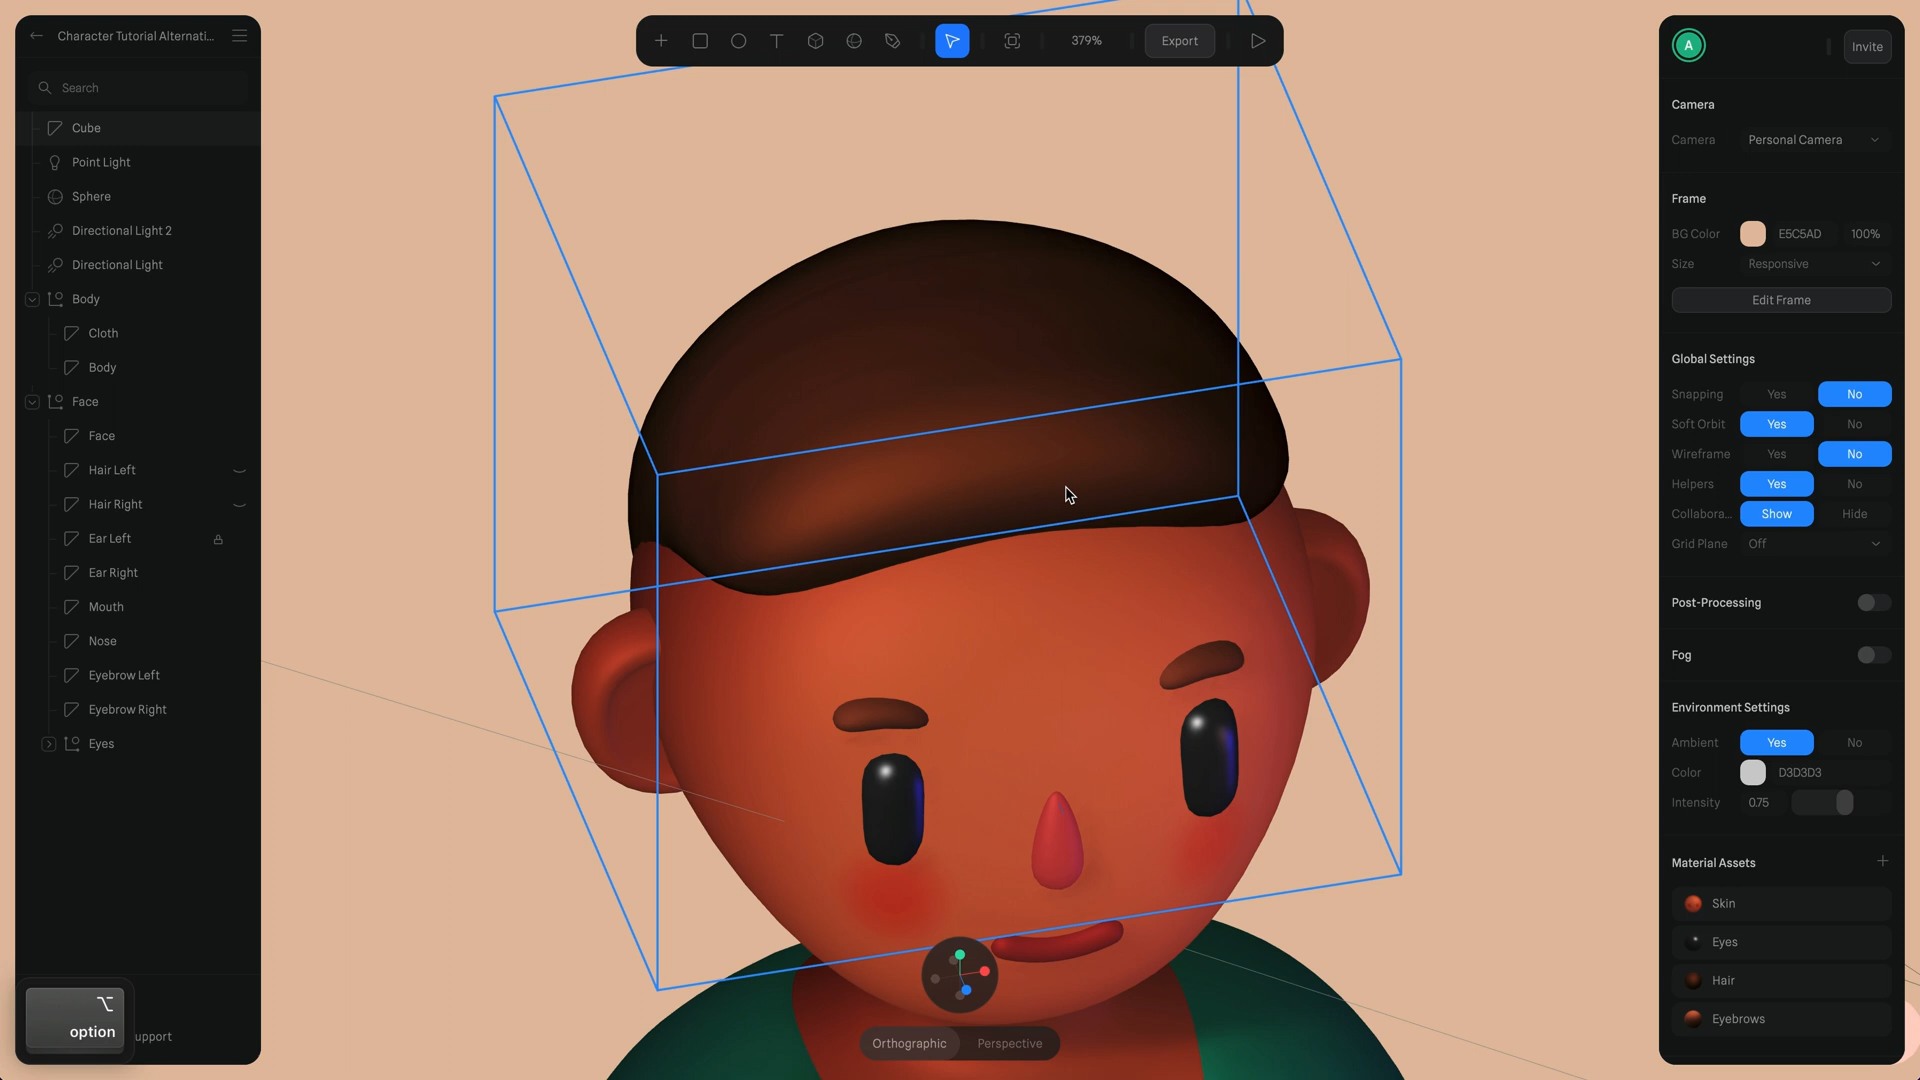 Character Tutorial Alternati...
Search
Cube
Point Light
Sphere
Directional Light 2
Directional Light
Body
Cloth
Body
Face
Face
Hair Left
Hair Right
Ear Left
Ear Right
Mouth
Nose
Eyebrow Left
Eyebrow Right
Eyes
⌥
option
upport
379%
Export
Orthographic
Perspective
A
Invite
Camera
Camera Personal Camera
Frame
BG Color E5C5AD 100%
Size Responsive
Edit Frame
Global Settings
Snapping Yes No
Soft Orbit Yes No
Wireframe Yes No
Helpers Yes No
Collabora... Show Hide
Grid Plane Off
Post-Processing
Fog
Environment Settings
Ambient Yes No
Color D3D3D3
Intensity 0.75
Material Assets
Skin
Eyes
Hair
Eyebrows